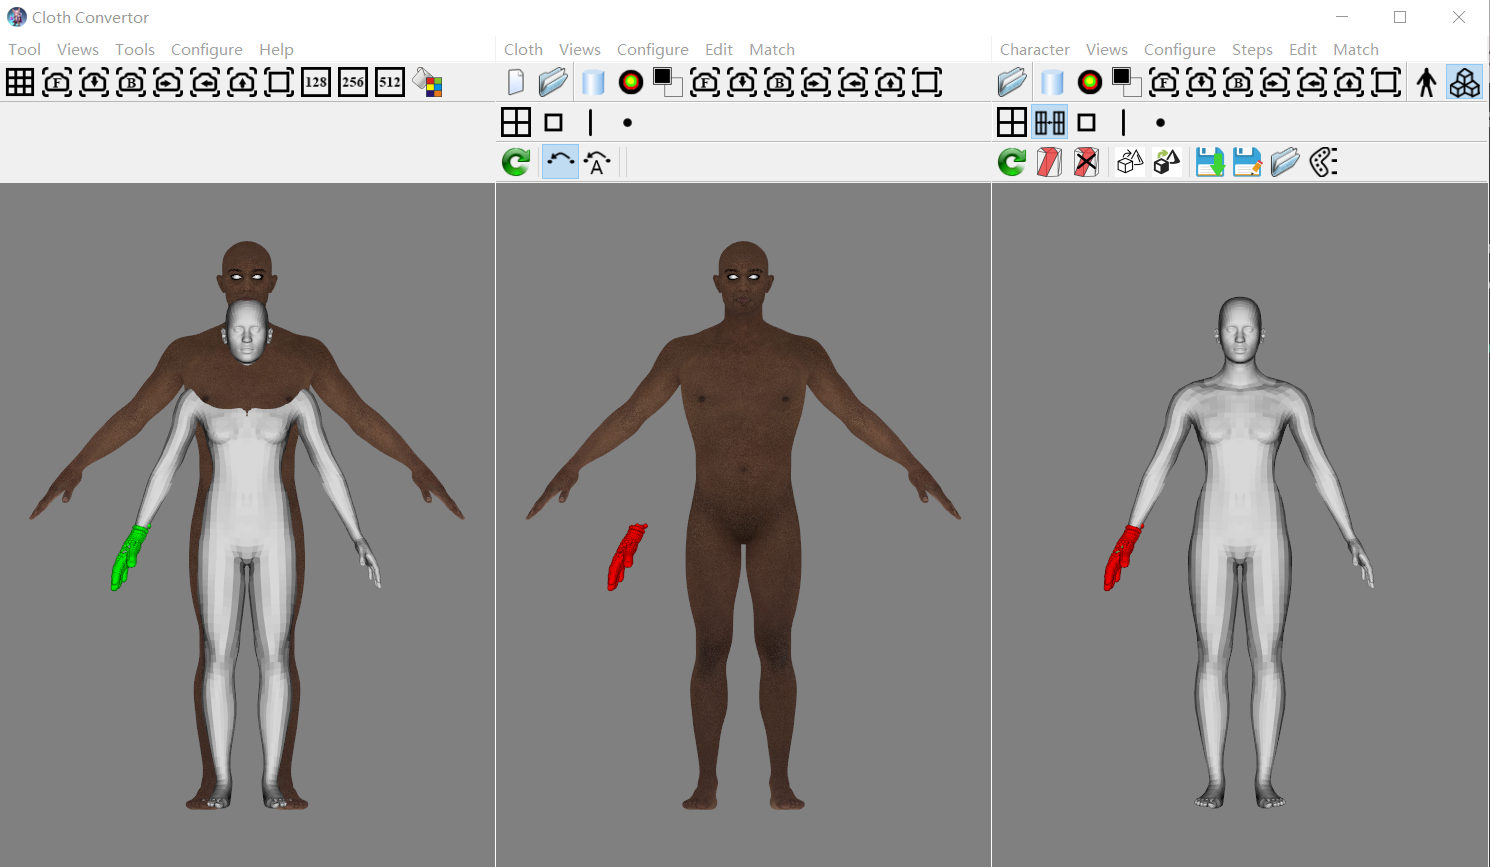 Cloth Convertor
Tool Views Tools Configure Help
Cloth Views Configure Edit Match
Character Views Configure Steps Edit Match
F B 128 256 512
F B
F B
A